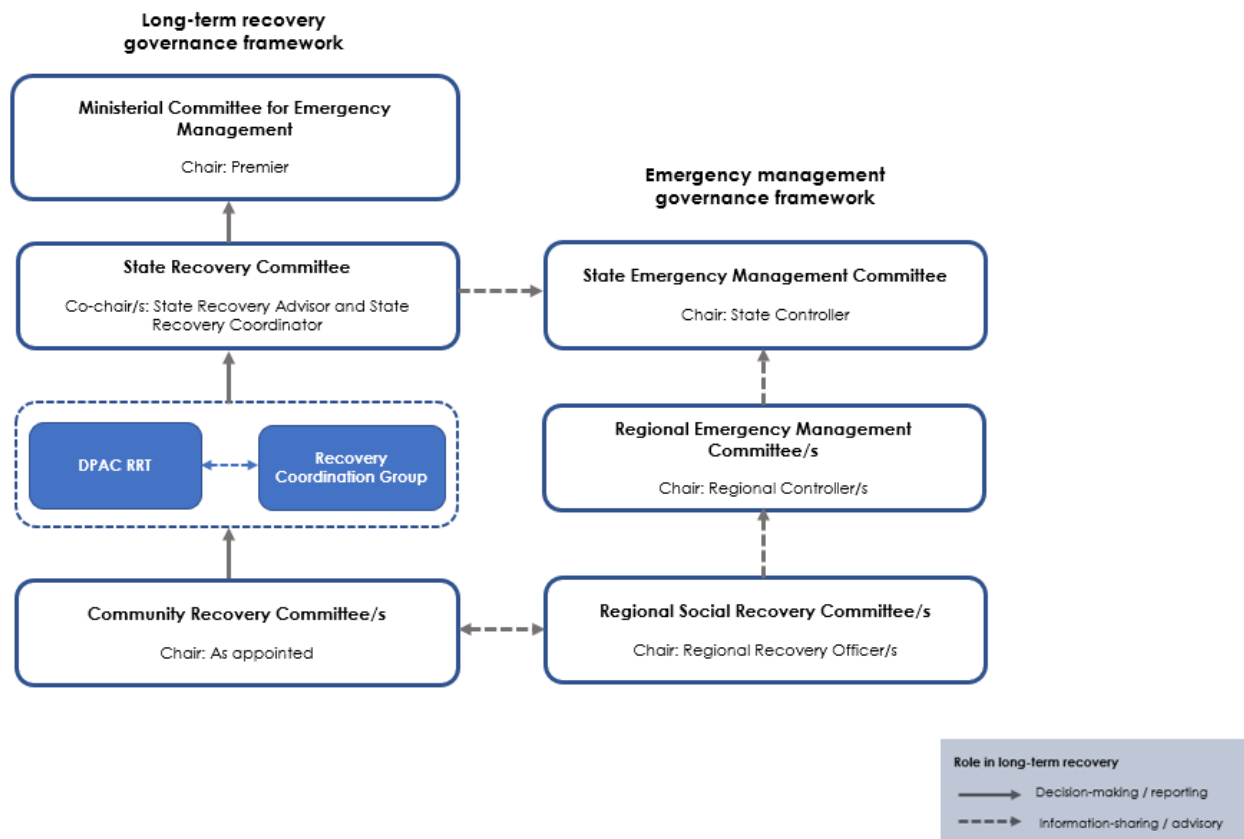 Long-term recovery
governance framework
Ministerial Committee for Emergency
Management
Chair: Premier
Emergency management
governance framework
State Recovery Committee
Co-chair/s: State Recovery Advisor and State
Recovery Coordinator
State Emergency Management Committee
Chair: State Controller
DPAC RRT
Recovery
Coordination Group
Regional Emergency Management
Committee/s
Chair: Regional Controller/s
Community Recovery Committee/s
Chair: As appointed
Regional Social Recovery Committee/s
Chair: Regional Recovery Officer/s
Role in long-term recovery
Decision-making / reporting
Information-sharing / advisory